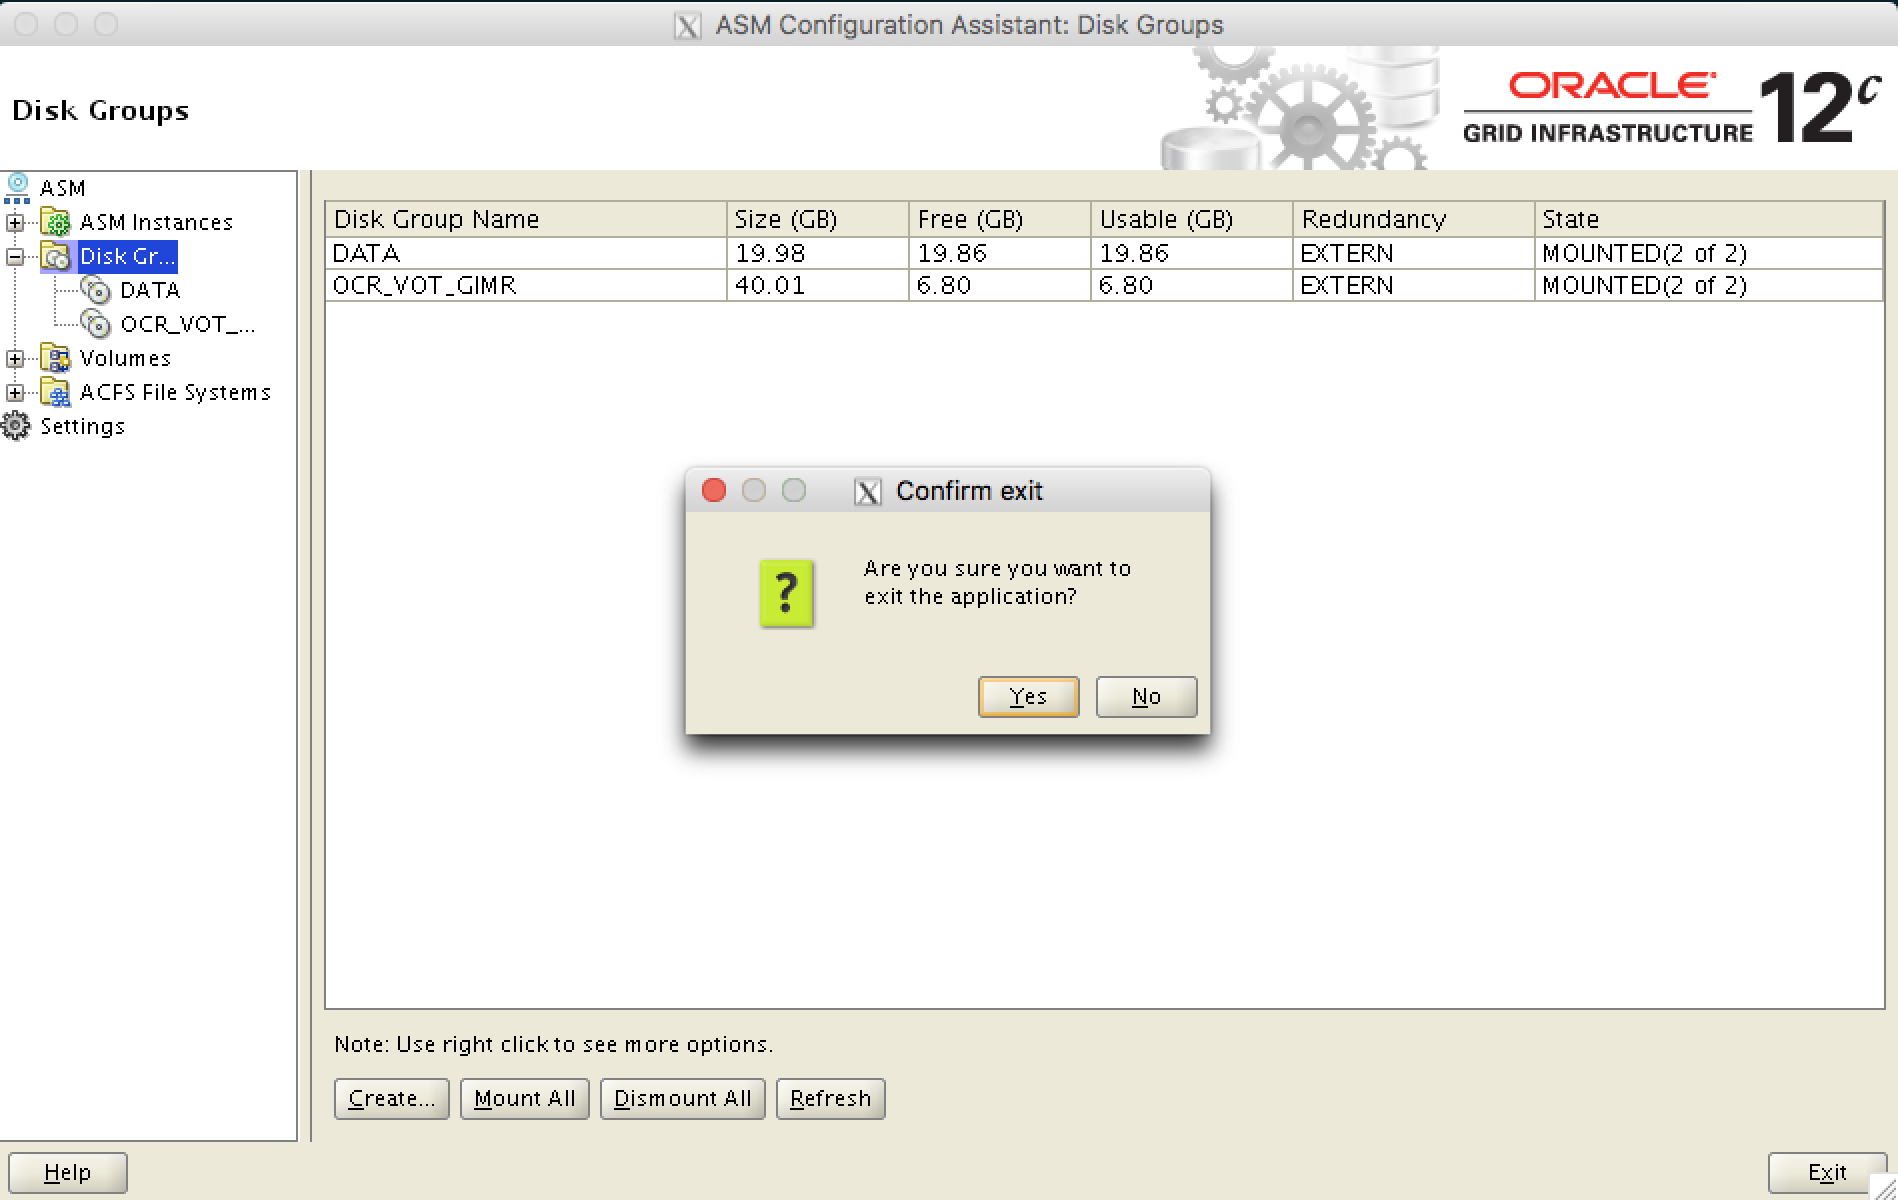 ASM Configuration Assistant: Disk Groups
Disk Groups
ORACLE
GRID INFRASTRUCTURE
12c
ASM
ASM Instances
Disk Gr...
DATA
OCR_VOT_...
Volumes
ACFS File Systems
Settings
Disk Group Name Size (GB) Free (GB) Usable (GB) Redundancy State
DATA 19.98 19.86 19.86 EXTERN MOUNTED(2 of 2)
OCR_VOT_GIMR 40.01 6.80 6.80 EXTERN MOUNTED(2 of 2)
Confirm exit
?
Are you sure you want to
exit the application?
Yes No
Note: Use right click to see more options.
Create... Mount All Dismount All Refresh
Help Exit